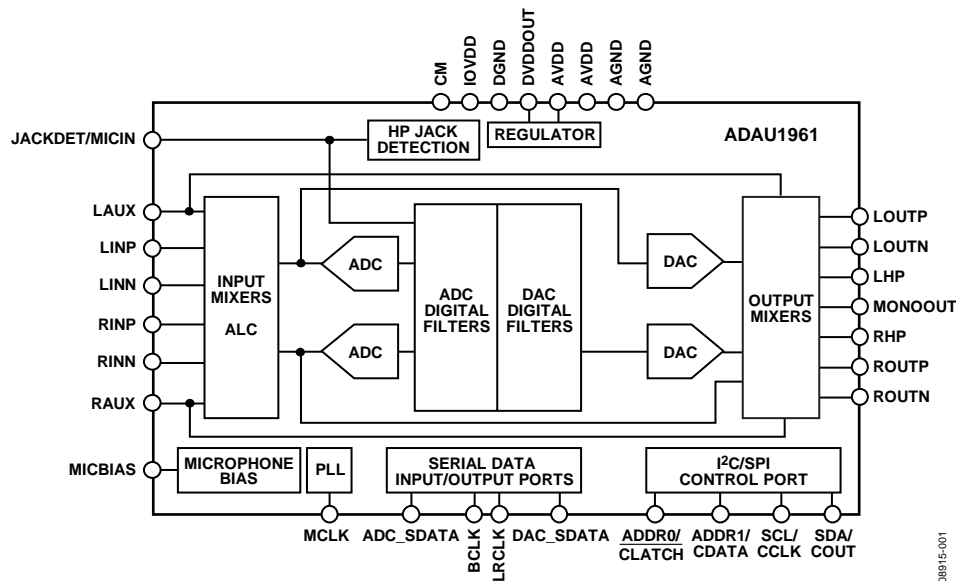 CM
IOVDD
DGND
DVDDOUT
AVDD
AVDD
AGND
AGND
JACKDET/MICIN
HP JACK
DETECTION
REGULATOR
ADAU1961
LAUX
LINP
LINN
RINP
RINN
RAUX
INPUT
MIXERS
ALC
ADC
ADC
ADC
DIGITAL
FILTERS
DAC
DIGITAL
FILTERS
DAC
DAC
OUTPUT
MIXERS
LOUTP
LOUTN
LHP
MONOOUT
RHP
ROUTP
ROUTN
MICBIAS
MICROPHONE
BIAS
PLL
SERIAL DATA
INPUT/OUTPUT PORTS
I2C/SPI
CONTROL PORT
MCLK
ADC_SDATA
BCLK
LRCLK
DAC_SDATA
ADDR0/
CLATCH
ADDR1/
CDATA
SCL/
CCLK
SDA/
COUT
08915-001